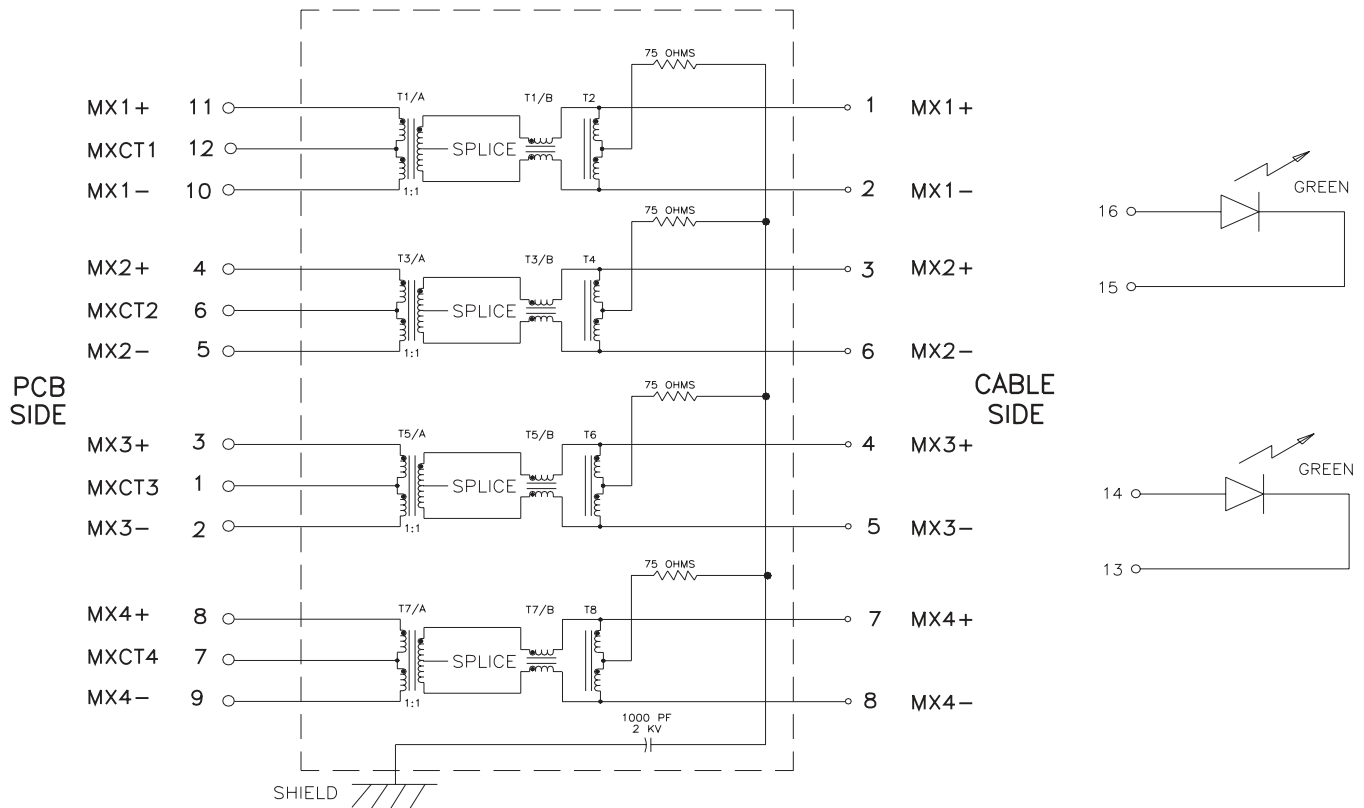 75 OHMS
T1/A T1/B T2
MX1+ 11 1 MX1+
MXCT1 12 SPLICE
MX1- 10 2 MX1-
1:1
GREEN
16
15
75 OHMS
T3/A T3/B T4
MX2+ 4 3 MX2+
MXCT2 6 SPLICE
MX2- 5 6 MX2-
1:1
PCB
SIDE
CABLE
SIDE
75 OHMS
T5/A T5/B T6
MX3+ 3 4 MX3+
MXCT3 1 SPLICE
MX3- 2 5 MX3-
1:1
GREEN
14
13
75 OHMS
T7/A T7/B T8
MX4+ 8 7 MX4+
MXCT4 7 SPLICE
MX4- 9 8 MX4-
1:1
1000 PF
2 KV
SHIELD